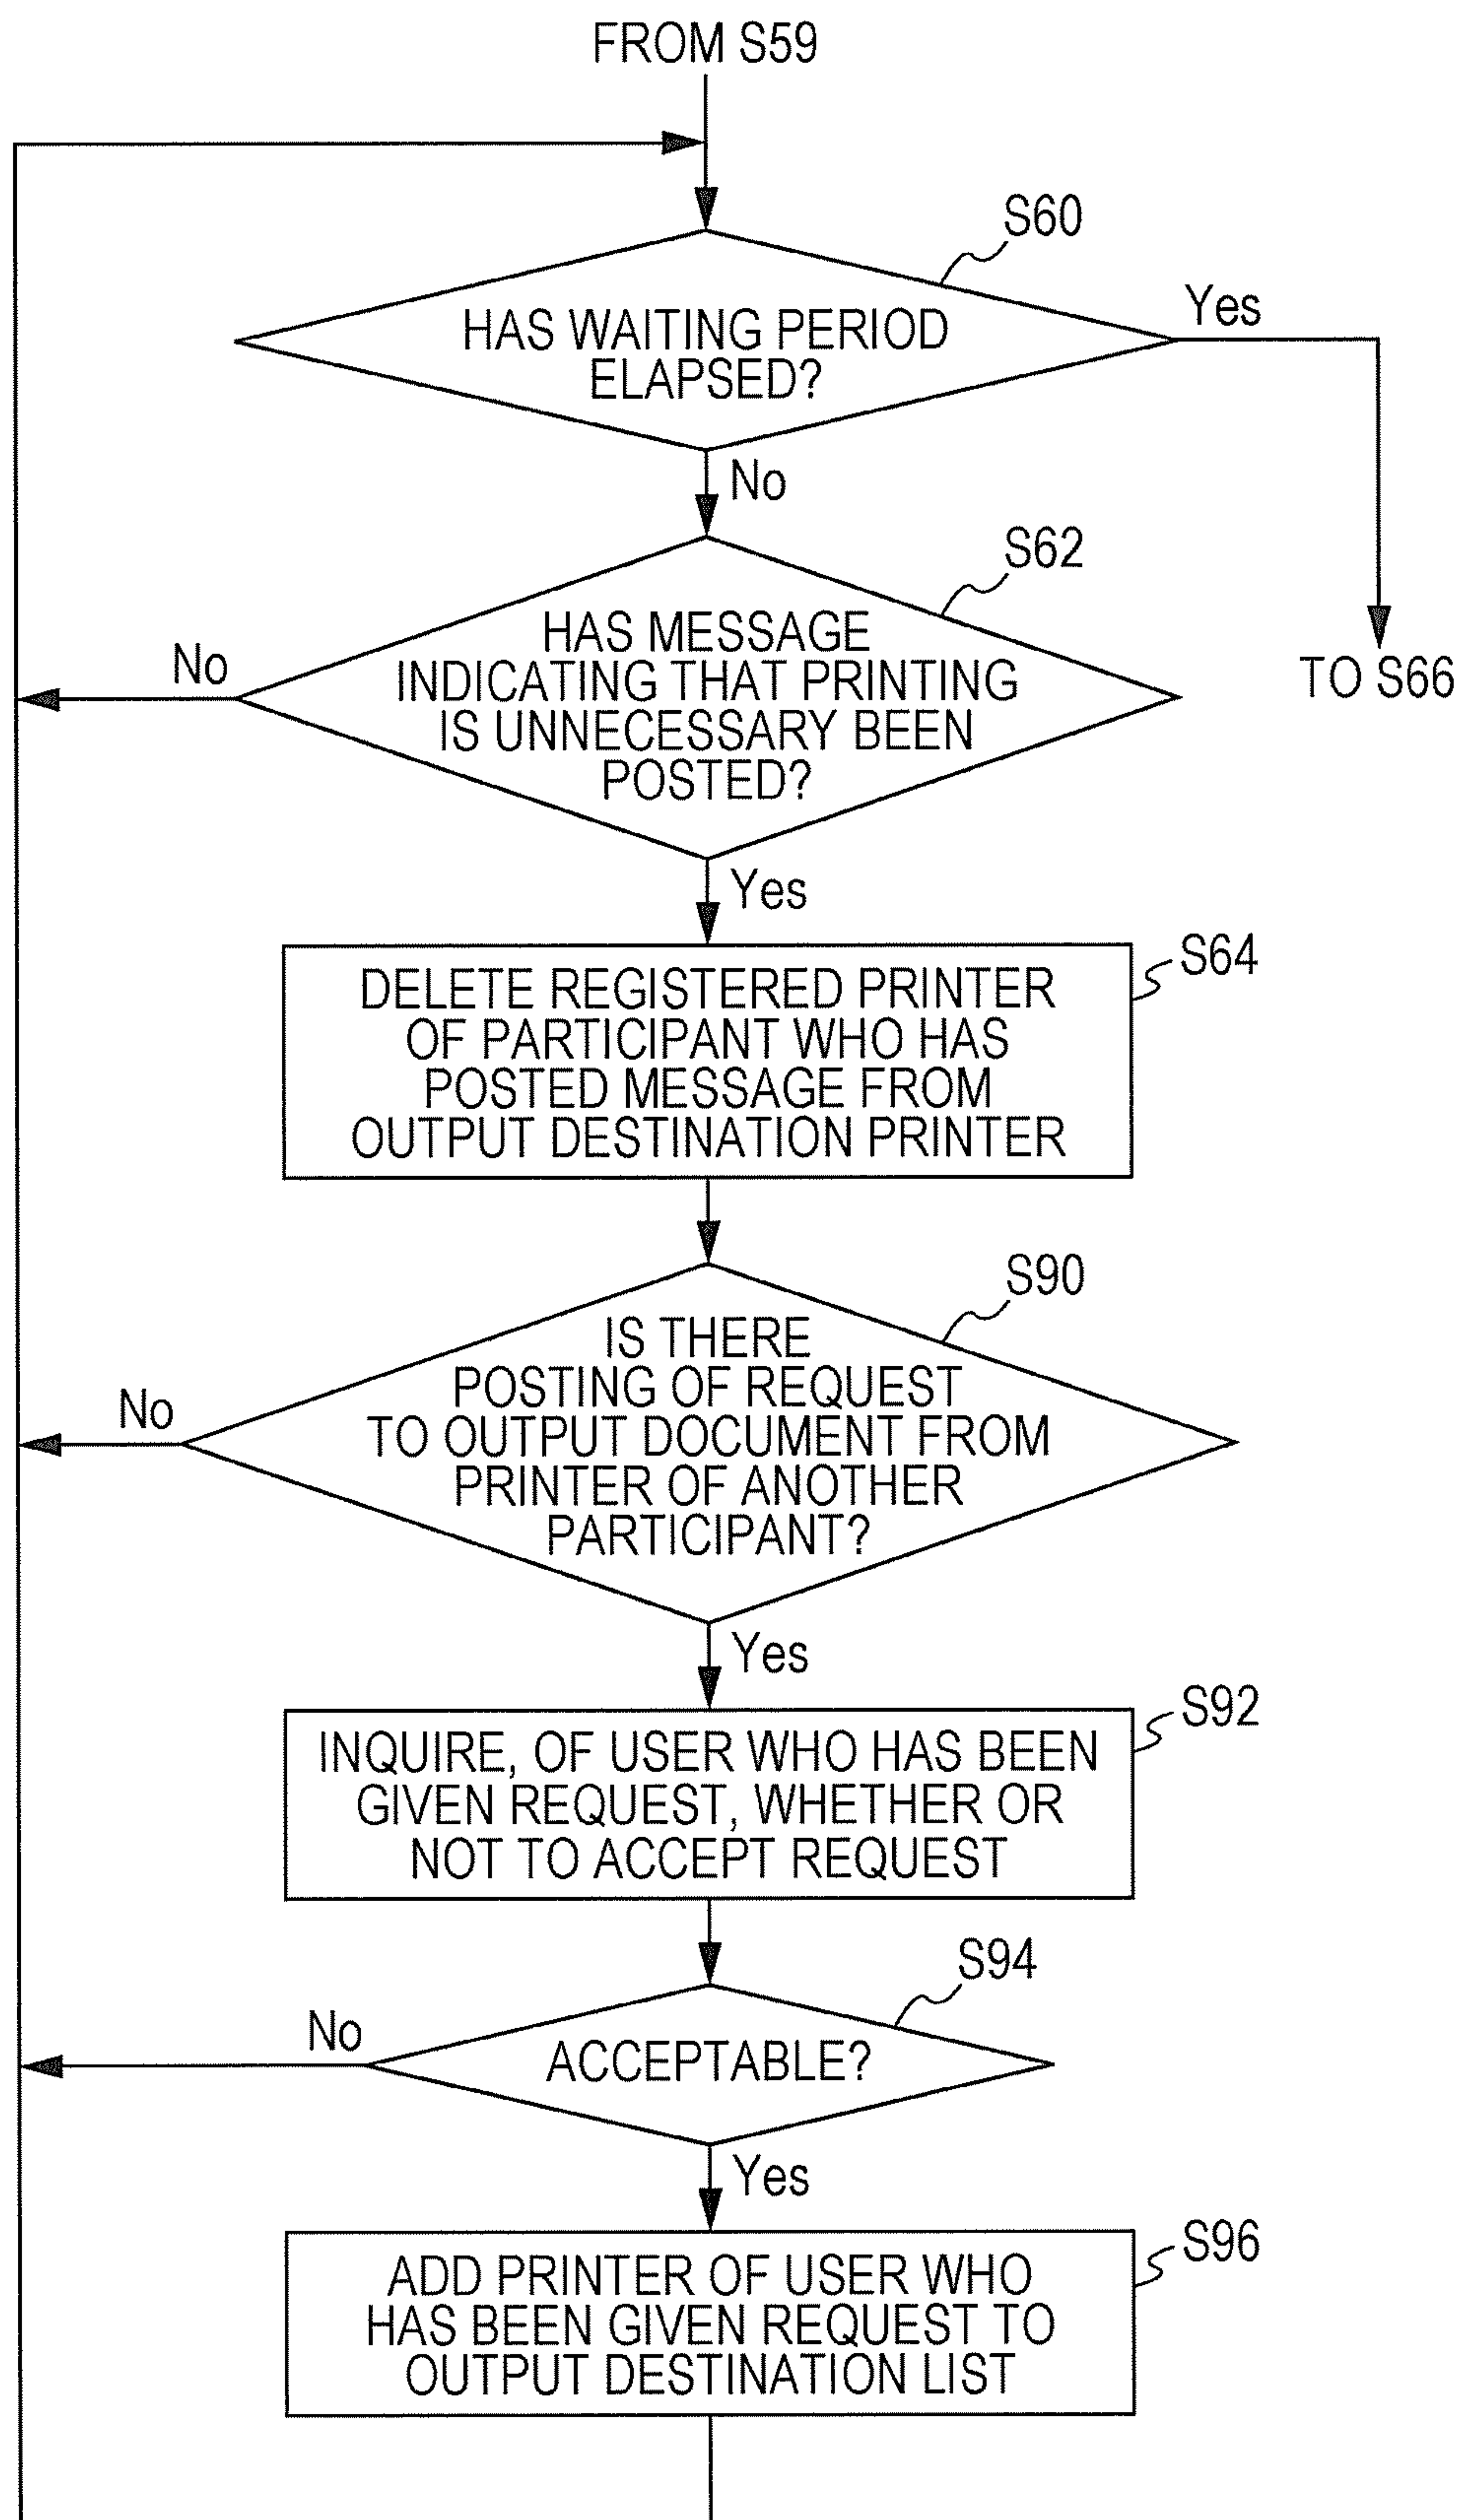 FROM S59
S60
HAS WAITING PERIOD
ELAPSED?
Yes
No
TO S66
S62
HAS MESSAGE
INDICATING THAT PRINTING
IS UNNECESSARY BEEN
POSTED?
No
Yes
S64
DELETE REGISTERED PRINTER
OF PARTICIPANT WHO HAS
POSTED MESSAGE FROM
OUTPUT DESTINATION PRINTER
S90
IS THERE
POSTING OF REQUEST
TO OUTPUT DOCUMENT FROM
PRINTER OF ANOTHER
PARTICIPANT?
No
Yes
S92
INQUIRE, OF USER WHO HAS BEEN
GIVEN REQUEST, WHETHER OR
NOT TO ACCEPT REQUEST
S94
ACCEPTABLE?
No
Yes
S96
ADD PRINTER OF USER WHO
HAS BEEN GIVEN REQUEST TO
OUTPUT DESTINATION LIST